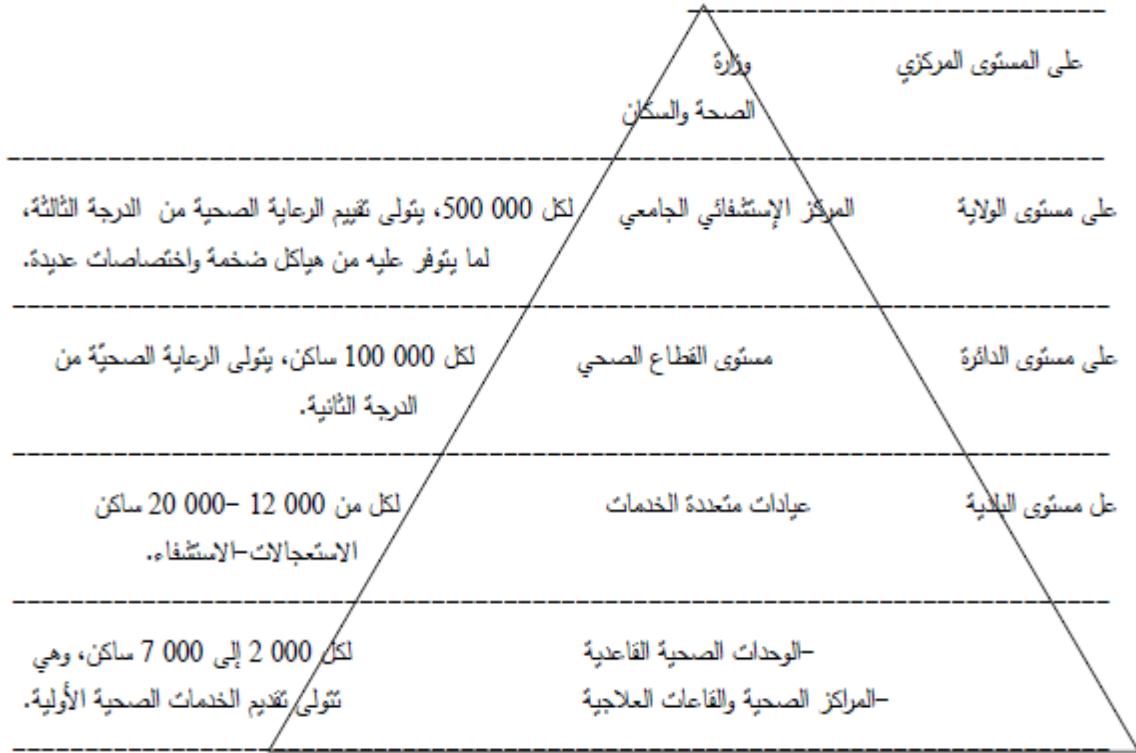 على المستوى المركزي وزارة
الصحة والسكان
على مستوى الولاية المركز الإستشفائي الجامعي لكل 000 500، يتولى تقييم الرعاية الصحية من الدرجة الثالثة،
لما يتوفر عليه من هياكل ضخمة واختصاصات عديدة.
على مستوى الدائرة مستوى القطاع الصحي لكل 000 100 ساكن، يتولى الرعاية الصحيّة من
الدرجة الثانية.
عل مستوى البلدية عيادات متعددة الخدمات لكل من 000 12 –000 20 ساكن
الاستعجالات–الاستشفاء.
–الوحدات الصحية القاعدية لكل 000 2 إلى 000 7 ساكن، وهي
–المراكز الصحية والقاعات العلاجية تتولى تقديم الخدمات الصحية الأولية.